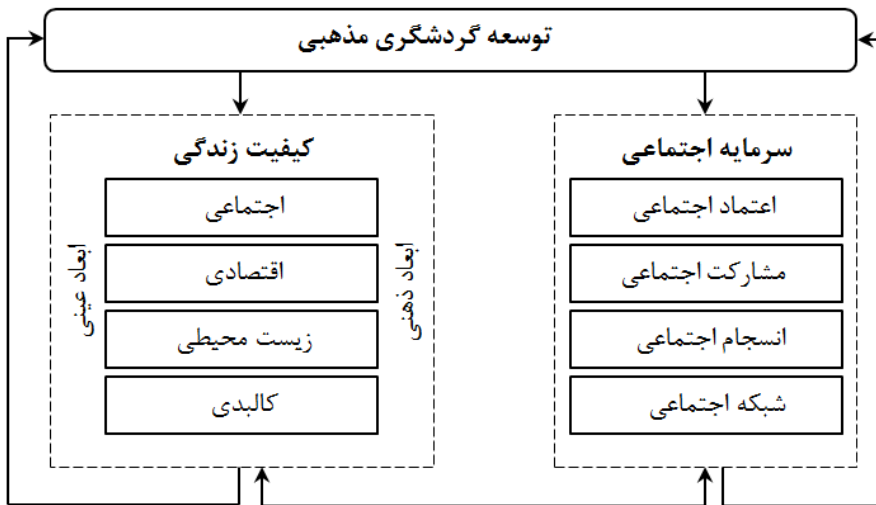 توسعه گردشگری مذهبی
سرمایه اجتماعی
اعتماد اجتماعی
مشارکت اجتماعی
انسجام اجتماعی
شبکه اجتماعی
کیفیت زندگی
ابعاد ذهنی
اجتماعی
اقتصادی
زیست محیطی
کالبدی
ابعاد عینی